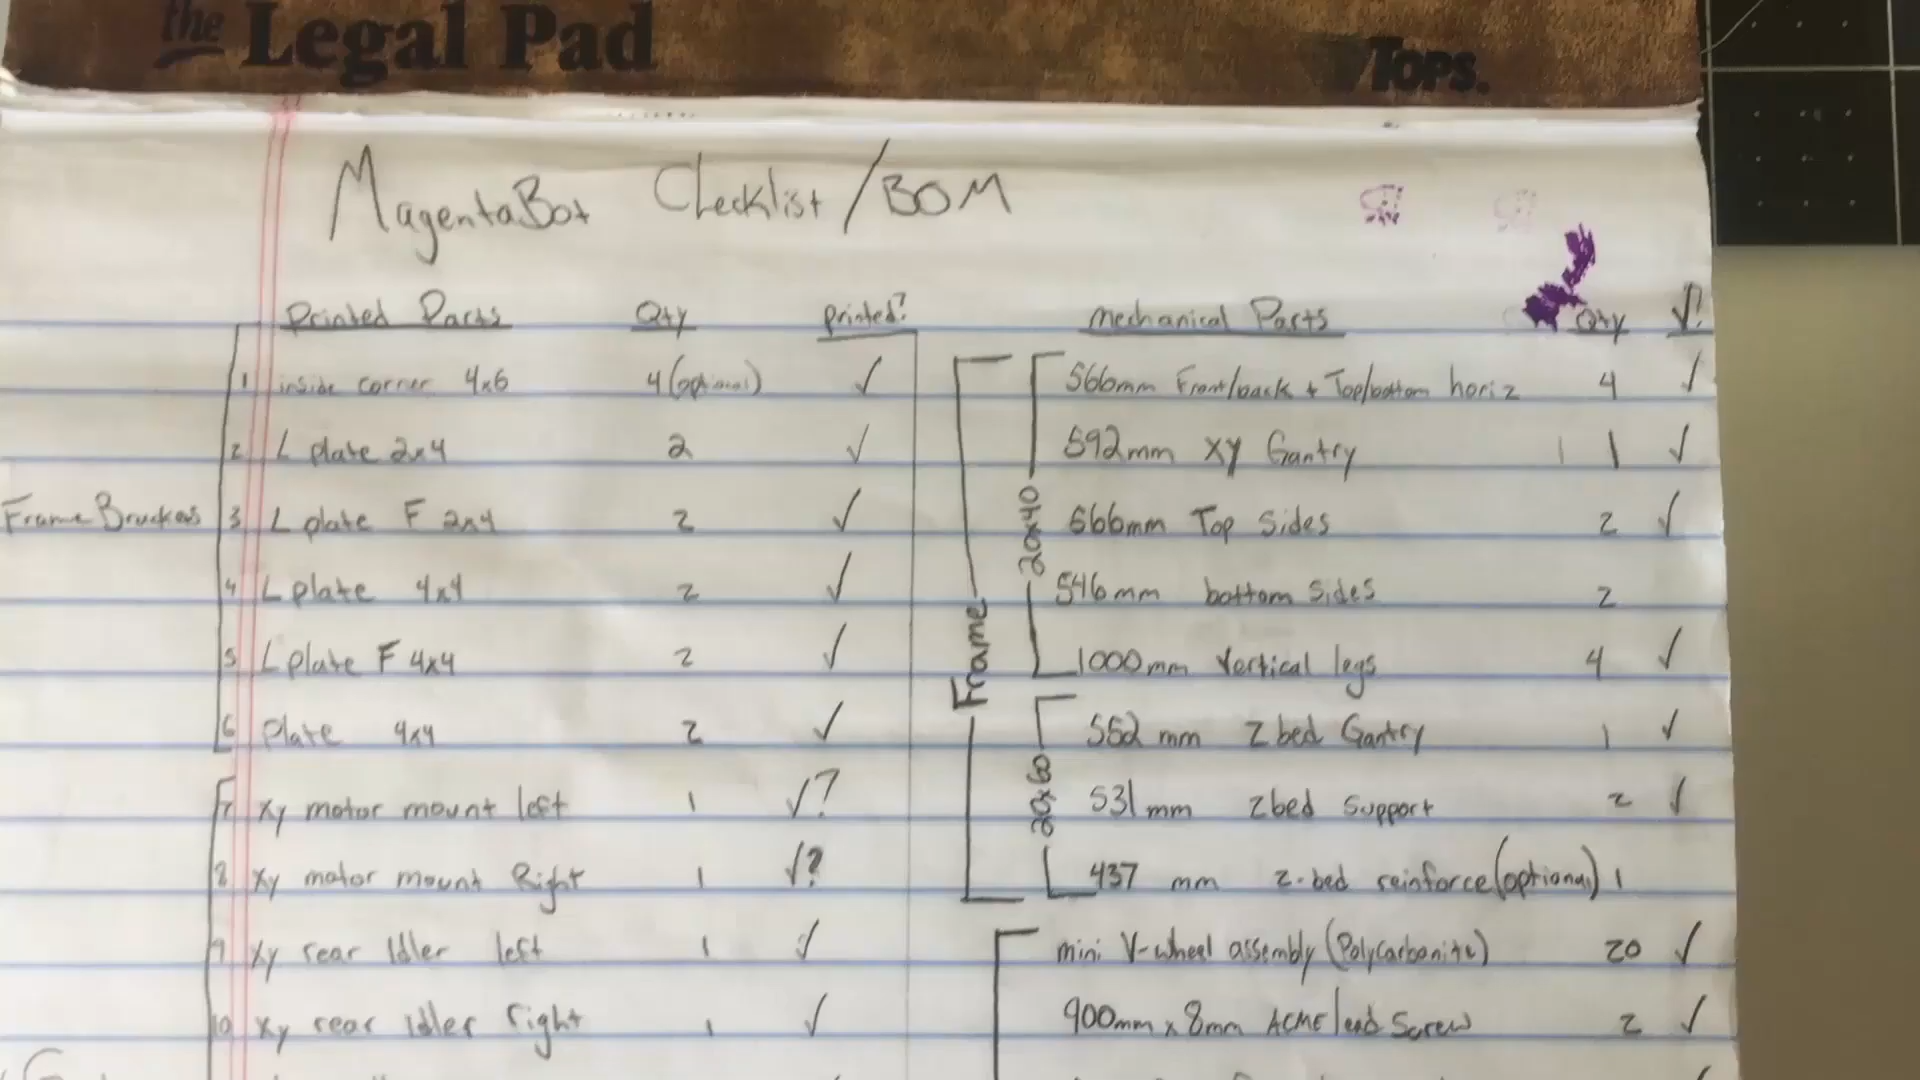 the Legal Pad TOPS.
MagentaBot Checklist/BOM
Printed Parts Qty printed?
1 inside corner 4x6 4 (optional) ✓
2 L plate 2x4 2 ✓
Frame Brackets 3 L plate F 2x4 2 ✓
4 L plate 4x4 2 ✓
5 L plate F 4x4 2 ✓
6 Plate 4x4 2 ✓
7 Xy motor mount left 1 ✓?
8 Xy motor mount Right 1 ✓?
9 Xy rear Idler left 1 ✓
10 Xy rear Idler right 1 ✓
Mechanical Parts Qty ✓?
Frame
20x40
566mm Front/back + Top/bottom horiz 4 ✓
592mm XY Gantry 1 ✓
566mm Top Sides 2 ✓
546mm bottom sides 2
1000mm Vertical legs 4 ✓
20x60
552 mm Z bed Gantry 1 ✓
531 mm Z bed Support 2 ✓
437 mm Z-bed reinforce (optional) 1
mini V-wheel assembly (Polycarbonite) 20 ✓
900mm x 8mm ACME lead Screw 2 ✓